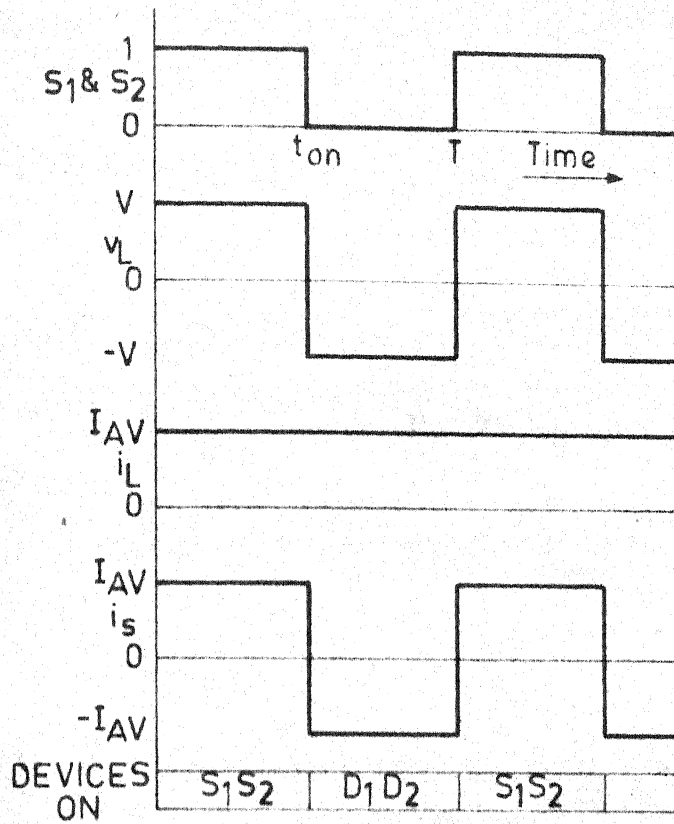 1
S1 & S2
0
ton T Time
V
vL
0
-V
IAV
iL
0
IAV
is
0
-IAV
DEVICES ON S1S2 D1D2 S1S2